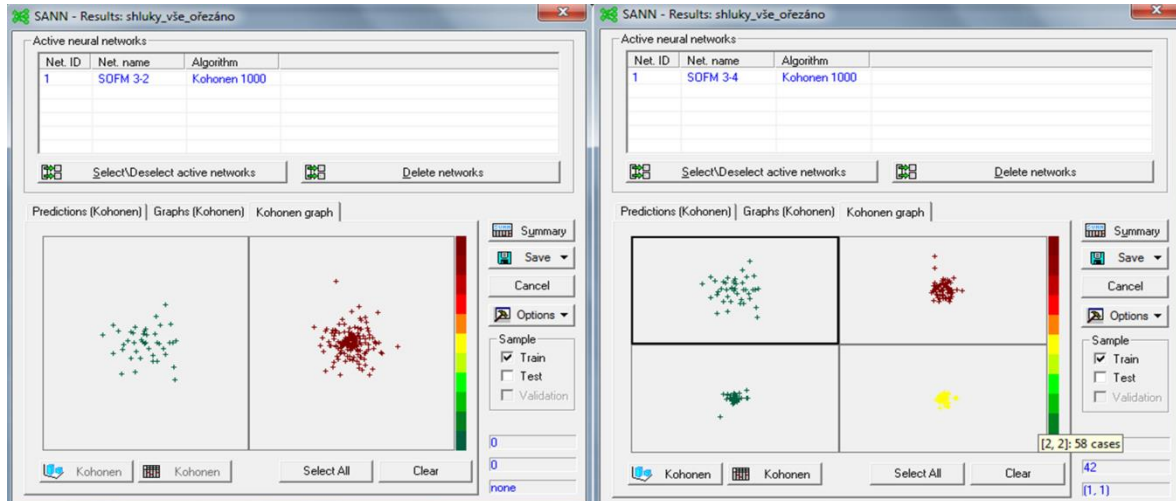 SANN - Results: shluky_vše_ořezáno
Active neural networks
Net. ID Net. name Algorithm
1 SOFM 3-2 Kohonen 1000
Select\Deselect active networks Delete networks
Predictions (Kohonen) Graphs (Kohonen) Kohonen graph
Summary
Save
Cancel
Options
Sample
Train
Test
Validation
0
0
none
Kohonen Kohonen Select All Clear
SANN - Results: shluky_vše_ořezáno
Active neural networks
Net. ID Net. name Algorithm
1 SOFM 3-4 Kohonen 1000
Select\Deselect active networks Delete networks
Predictions (Kohonen) Graphs (Kohonen) Kohonen graph
Summary
Save
Cancel
Options
Sample
Train
Test
Validation
[2, 2]: 58 cases
42
(1, 1)
Kohonen Kohonen Select All Clear